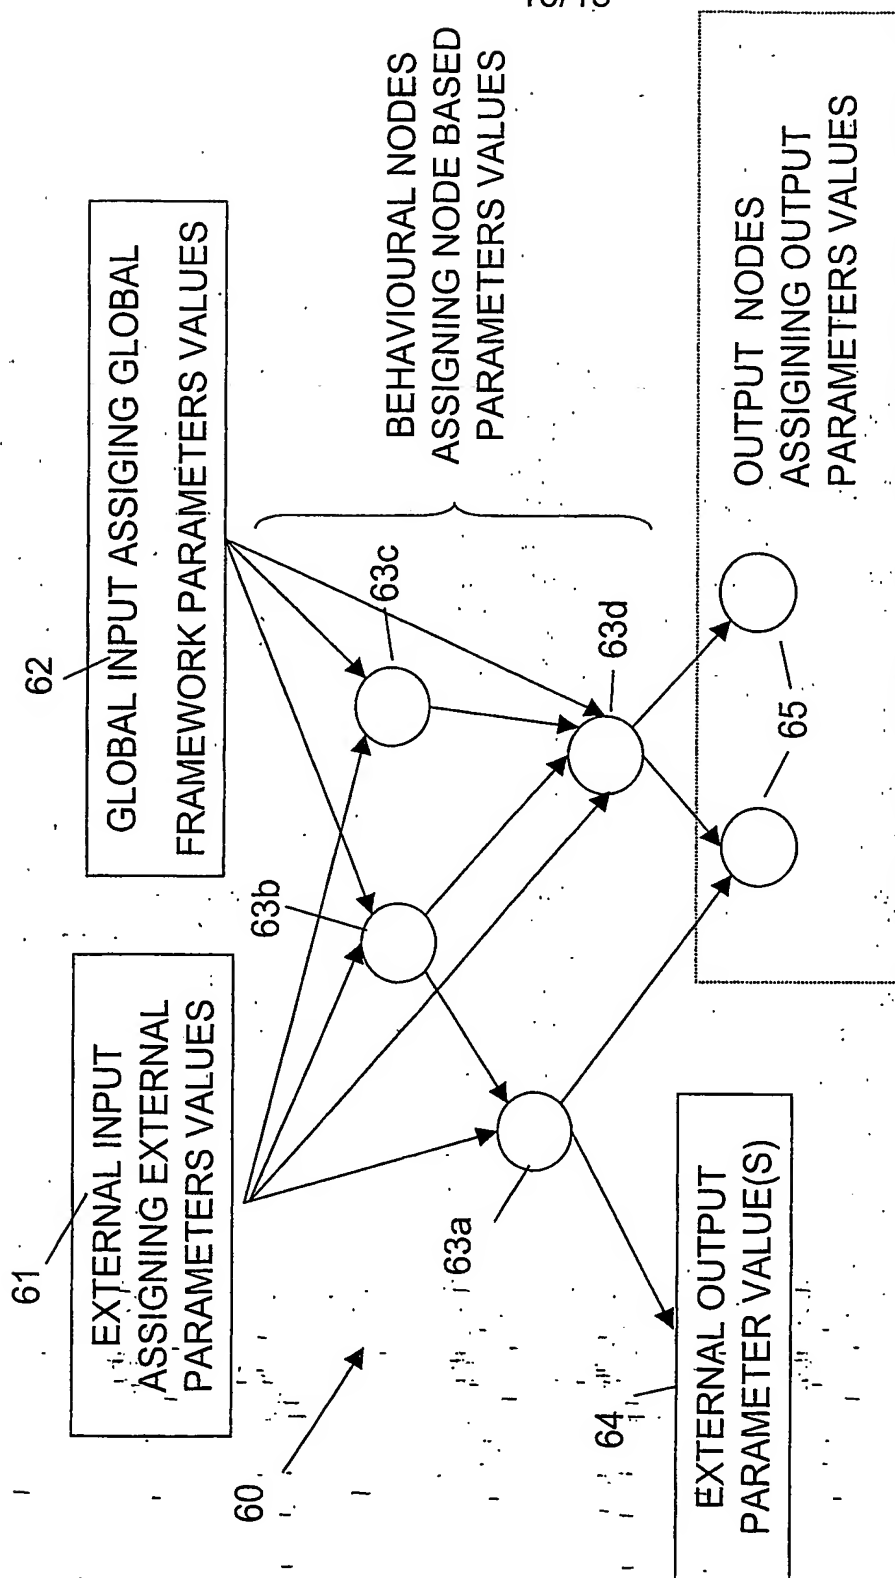 61
EXTERNAL INPUT
ASSIGNING EXTERNAL
PARAMETERS VALUES
62
GLOBAL INPUT ASSIGING GLOBAL
FRAMEWORK PARAMETERS VALUES
60
63b
63c
BEHAVIOURAL NODES
ASSIGNING NODE BASED
PARAMETERS VALUES
63a
63d
64
EXTERNAL OUTPUT
PARAMETER VALUE(S)
65
OUTPUT NODES
ASSIGINING OUTPUT
PARAMETERS VALUES